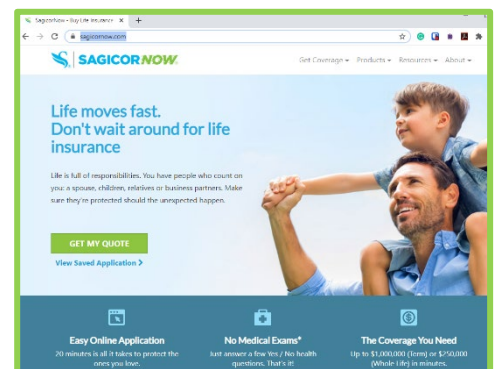 SagicorNow - Buy Life Insurance
sagicornow.com
SAGICOR NOW
Get Coverage Products Resources About
Life moves fast.
Don't wait around for life
insurance
Life is full of responsibilities. You have people who count on
you: a spouse, children, relatives or business partners. Make
sure they're protected should the unexpected happen.
GET MY QUOTE
View Saved Application >
Easy Online Application
20 minutes is all it takes to protect the
ones you love.
No Medical Exams*
Just answer a few Yes / No health
questions. That's it!
The Coverage You Need
Up to $1,000,000 (Term) or $250,000
(Whole Life) in minutes.